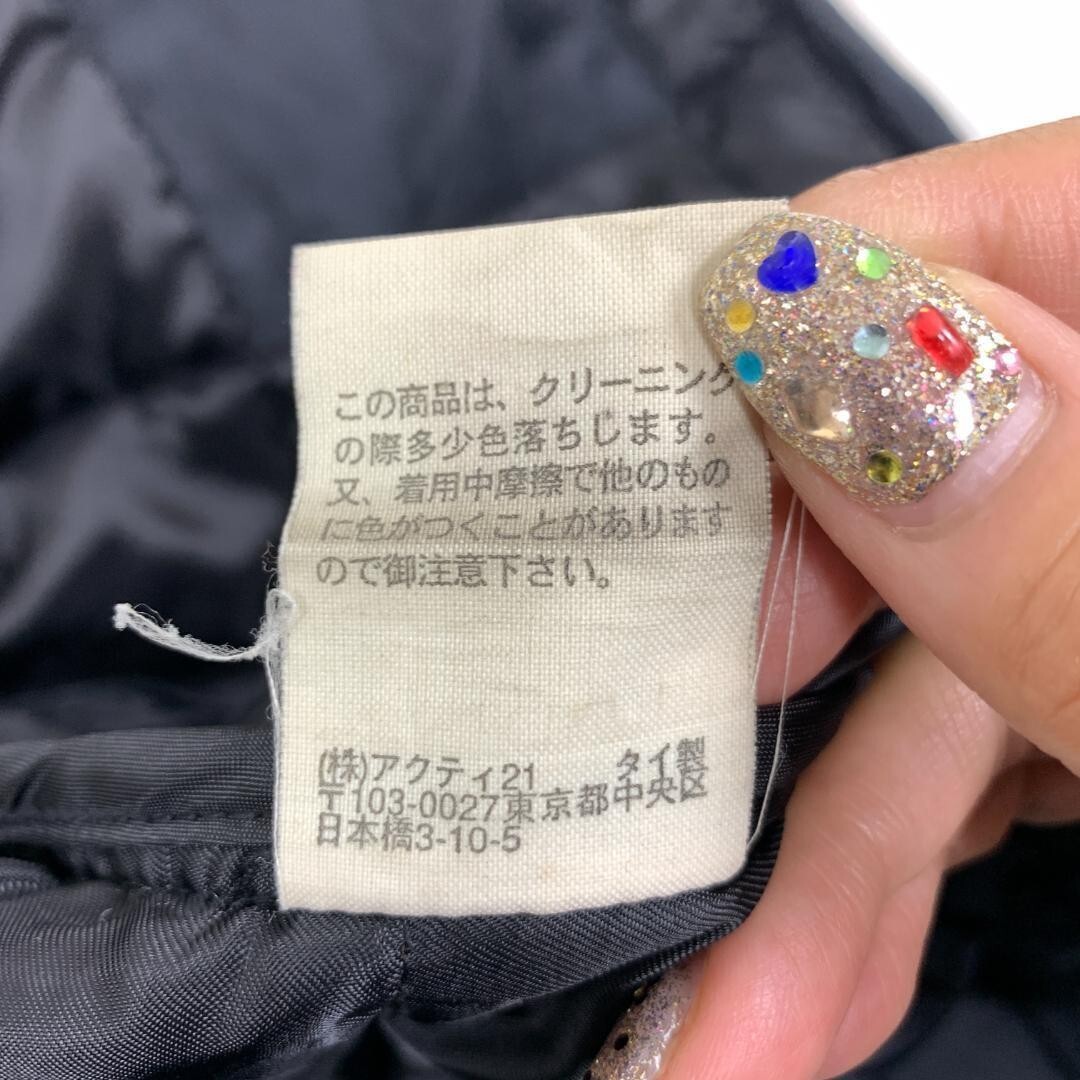 この商品は、クリーニング
の際多少色落ちじます。
又、着用中摩擦で他のもの
に色がつくことがあります
ので御注意下さい。
(株)アクティ21 タイ製
〒103-0027東京都中央区
日本橋3-10-5